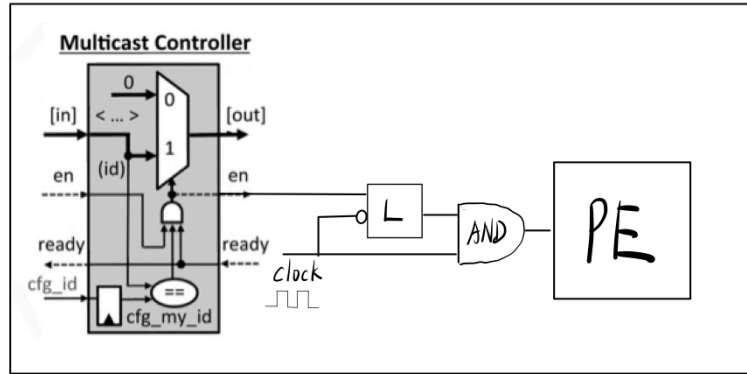 Multicast Controller
0
0
[in]
< ... >
[out]
1
(id)
en
en
L
AND
PE
ready
ready
clock
cfg_id
==
cfg_my_id